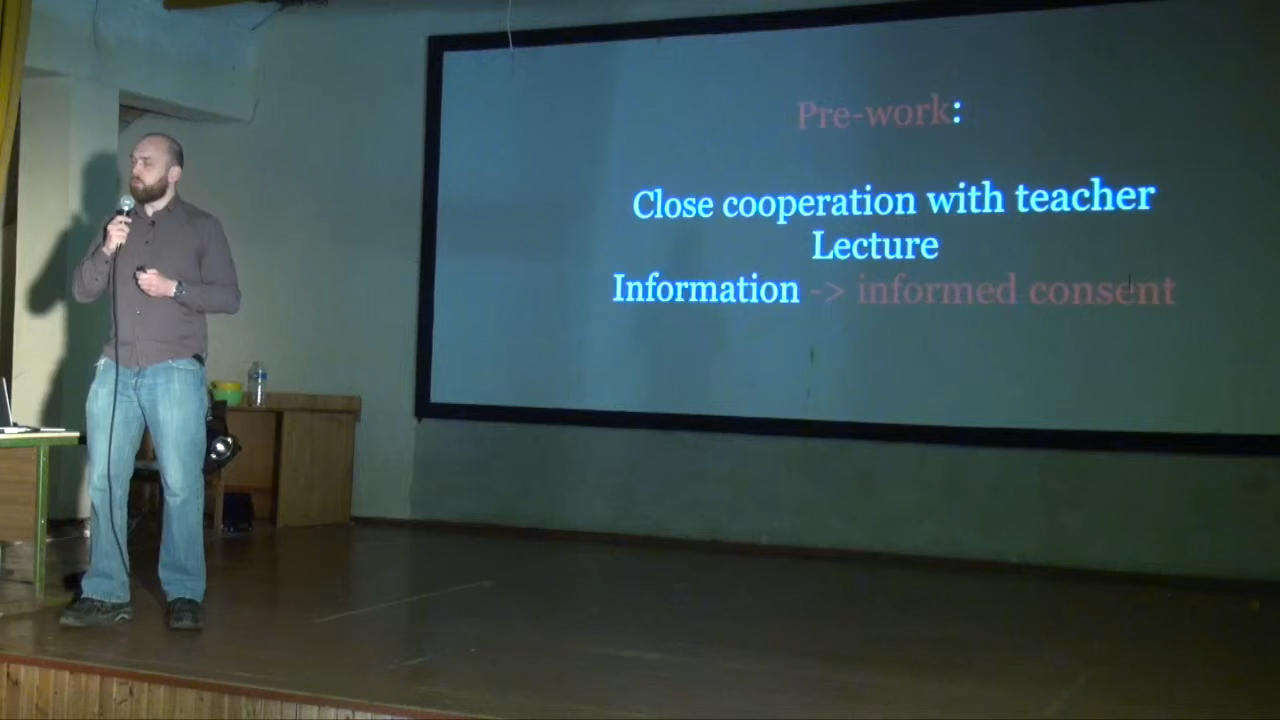 Pre-work:
Close cooperation with teacher
Lecture
Information -> informed consent